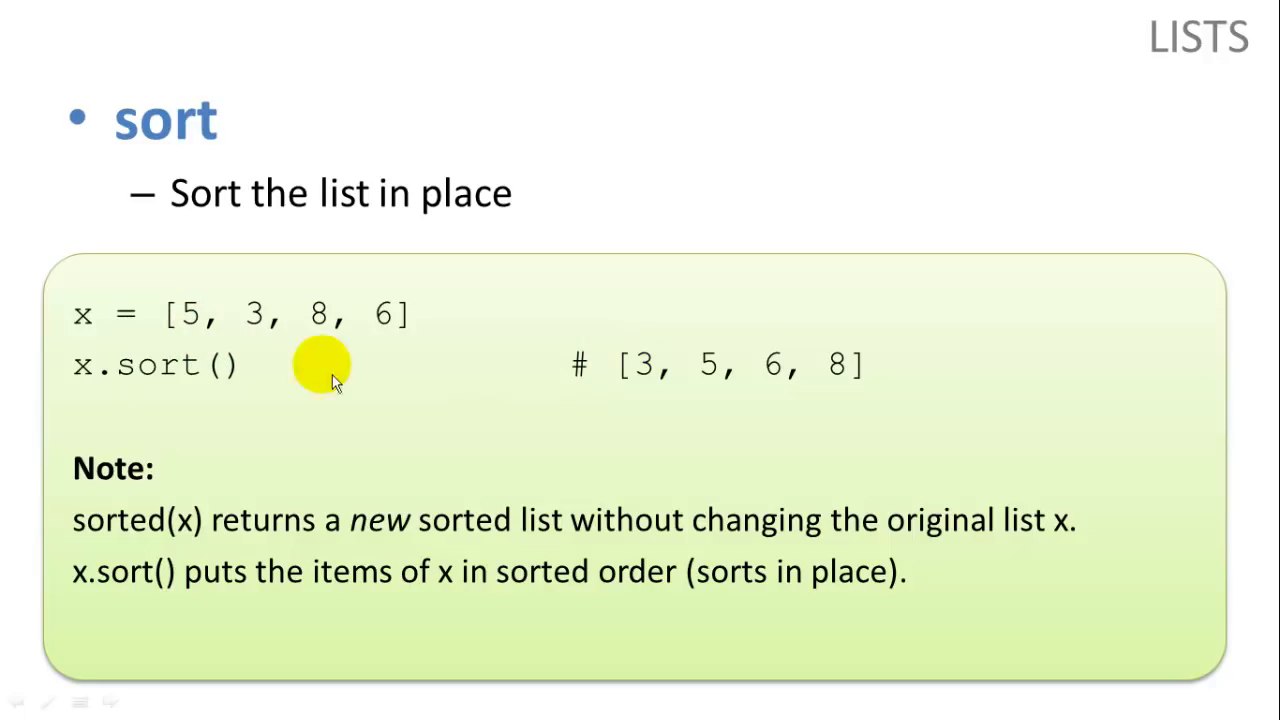 LISTS
• sort
– Sort the list in place
x = [5, 3, 8, 6]
x.sort() # [3, 5, 6, 8]
Note:
sorted(x) returns a new sorted list without changing the original list x.
x.sort() puts the items of x in sorted order (sorts in place).